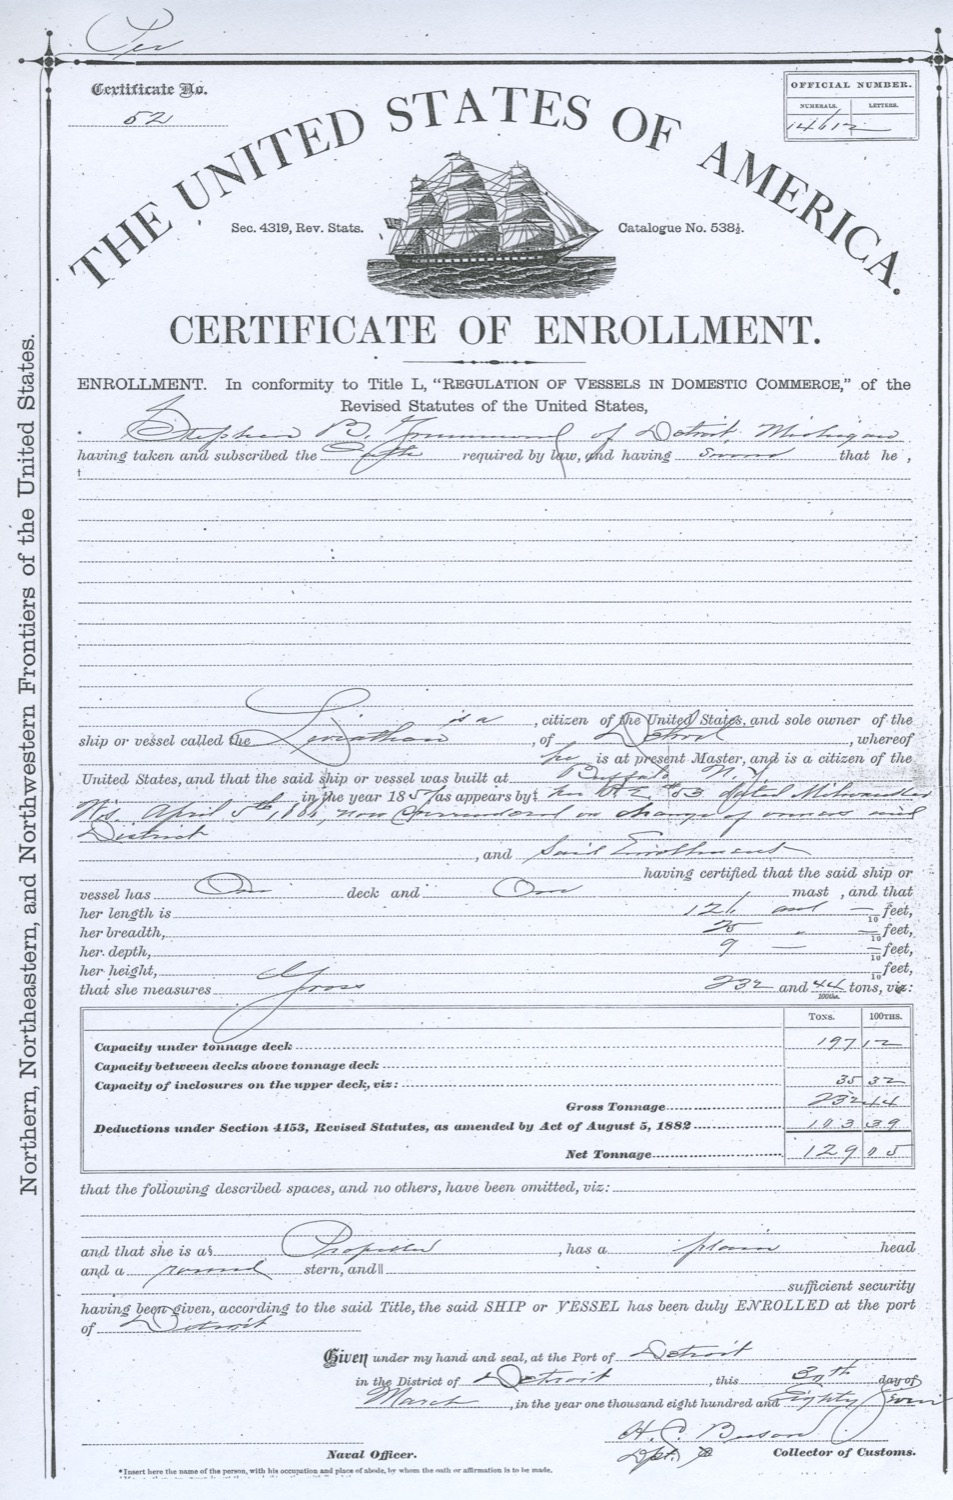 Per
Certificate No.
52
OFFICIAL NUMBER.
NUMERALS. LETTERS.
14612
THE UNITED STATES OF AMERICA.
Sec. 4319, Rev. Stats.
Catalogue No. 538½.
CERTIFICATE OF ENROLLMENT.
ENROLLMENT. In conformity to Title L, "REGULATION OF VESSELS IN DOMESTIC COMMERCE," of the
Revised Statutes of the United States,
* Stephen B. Grummond of Detroit Michigan
having taken and subscribed the Oath required by law, and having sworn that he,
†
is a , citizen of the United States, and sole owner of the
ship or vessel called the Leviathan , of Detroit , whereof
he is at present Master, and is a citizen of the
United States, and that the said ship or vessel was built at Buffalo N.Y.
in the year 1857 as appears by‡ her P.E. #53 dated Milwaukee
Wis. April 5th, now Surrendered on change of owners and
District
, and Said Enrollment
having certified that the said ship or
vessel has One deck and One mast , and that
her length is 126 and — 10 feet,
her breadth, 25 " — 10 feet,
her depth, 9 — — 10 feet,
her height, 10 feet,
that she measures Gross 232 and 44 100ths. tons, viz:
TONS. 100THS.
Capacity under tonnage deck 197 12
Capacity between decks above tonnage deck
Capacity of inclosures on the upper deck, viz: 35 32
Gross Tonnage 232 44
Deductions under Section 4153, Revised Statutes, as amended by Act of August 5, 1882 103 39
Net Tonnage 129 05
that the following described spaces, and no others, have been omitted, viz:
and that she is a§ Propeller , has a plain head
and a round stern, and‖
sufficient security
having been given, according to the said Title, the said SHIP or VESSEL has been duly ENROLLED at the port
of Detroit
Given under my hand and seal, at the Port of Detroit
in the District of Detroit , this 30th day of
March , in the year one thousand eight hundred and Eighty Seven
Dpt.
Naval Officer.
Collector of Customs.
* Insert here the name of the person, with his occupation and place of abode, by whom the oath or affirmation is to be made.
Northern, Northeastern, and Northwestern Frontiers of the United States.